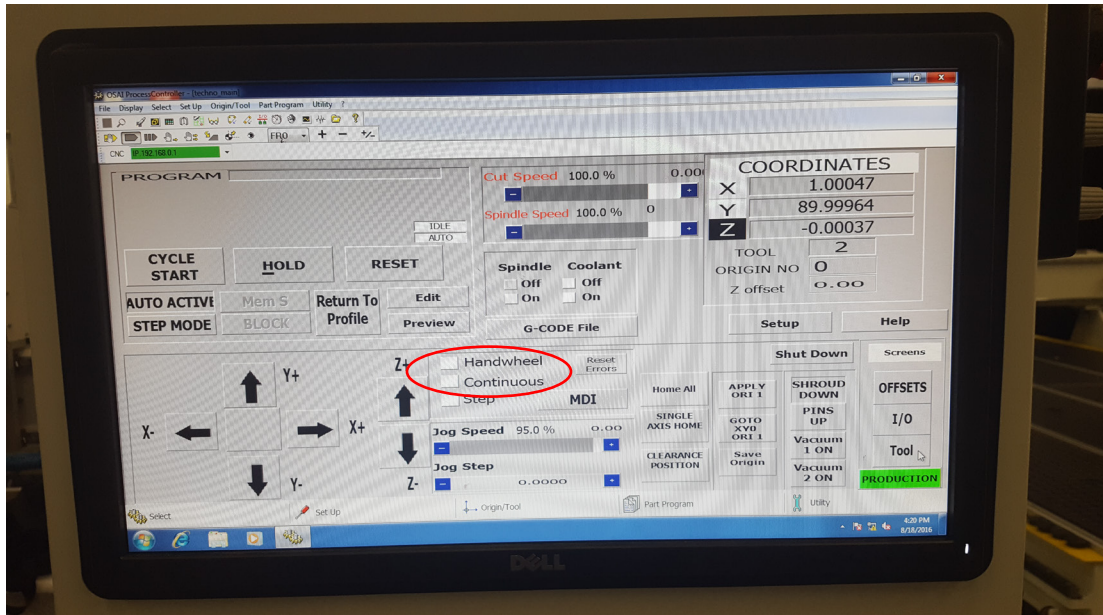 OSAI ProcessController - [techno_main]
File Display Select Set Up Origin/Tool Part Program Utility ?
FRO
CNC IP.192.168.0.1
PROGRAM
IDLE
AUTO
Cut Speed 100.0 % 0.00
Spindle Speed 100.0 % 0
COORDINATES
X 1.00047
Y 89.99964
Z -0.00037
TOOL 2
ORIGIN NO 0
Z offset 0.00
CYCLE START
HOLD
RESET
Spindle Coolant
Off Off
On On
AUTO ACTIVE
Mem S
Return To Profile
Edit
STEP MODE
BLOCK
Preview
G-CODE File
Setup
Help
Z+
Y+
X-
X+
Y-
Z-
Handwheel
Continuous
Step
Reset Errors
MDI
Jog Speed 95.0 % 0.00
Jog Step
0.0000
Home All
SINGLE AXIS HOME
CLEARANCE POSITION
APPLY ORI 1
GOTO XY0 ORI 1
Save Origin
Shut Down
SHROUD DOWN
PINS UP
Vacuum 1 ON
Vacuum 2 ON
Screens
OFFSETS
I/O
Tool
PRODUCTION
Select
Set Up
Origin/Tool
Part Program
Utility
4:20 PM
8/18/2016
DELL